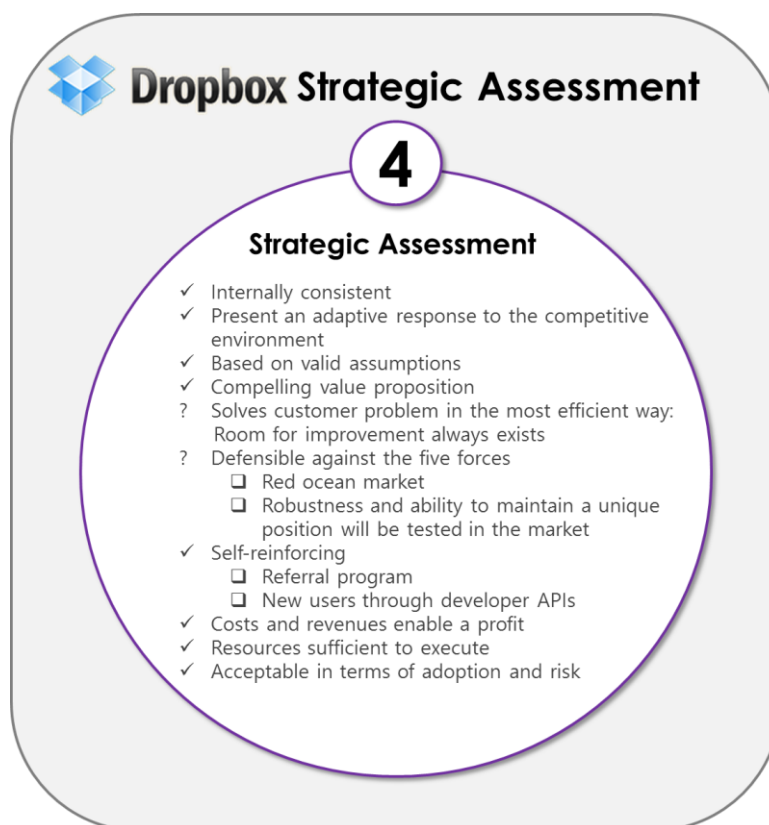 Dropbox Strategic Assessment
4
Strategic Assessment
✓ Internally consistent
✓ Present an adaptive response to the competitive
environment
✓ Based on valid assumptions
✓ Compelling value proposition
? Solves customer problem in the most efficient way:
Room for improvement always exists
? Defensible against the five forces
❑ Red ocean market
❑ Robustness and ability to maintain a unique
position will be tested in the market
✓ Self-reinforcing
❑ Referral program
❑ New users through developer APIs
✓ Costs and revenues enable a profit
✓ Resources sufficient to execute
✓ Acceptable in terms of adoption and risk